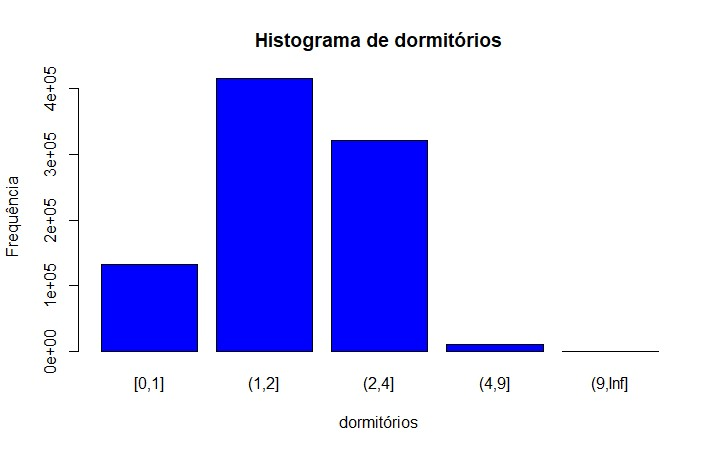 Histograma de dormitórios
Frequência
4e+05
3e+05
2e+05
1e+05
0e+00
[0,1] (1,2] (2,4] (4,9] (9,Inf]
dormitórios